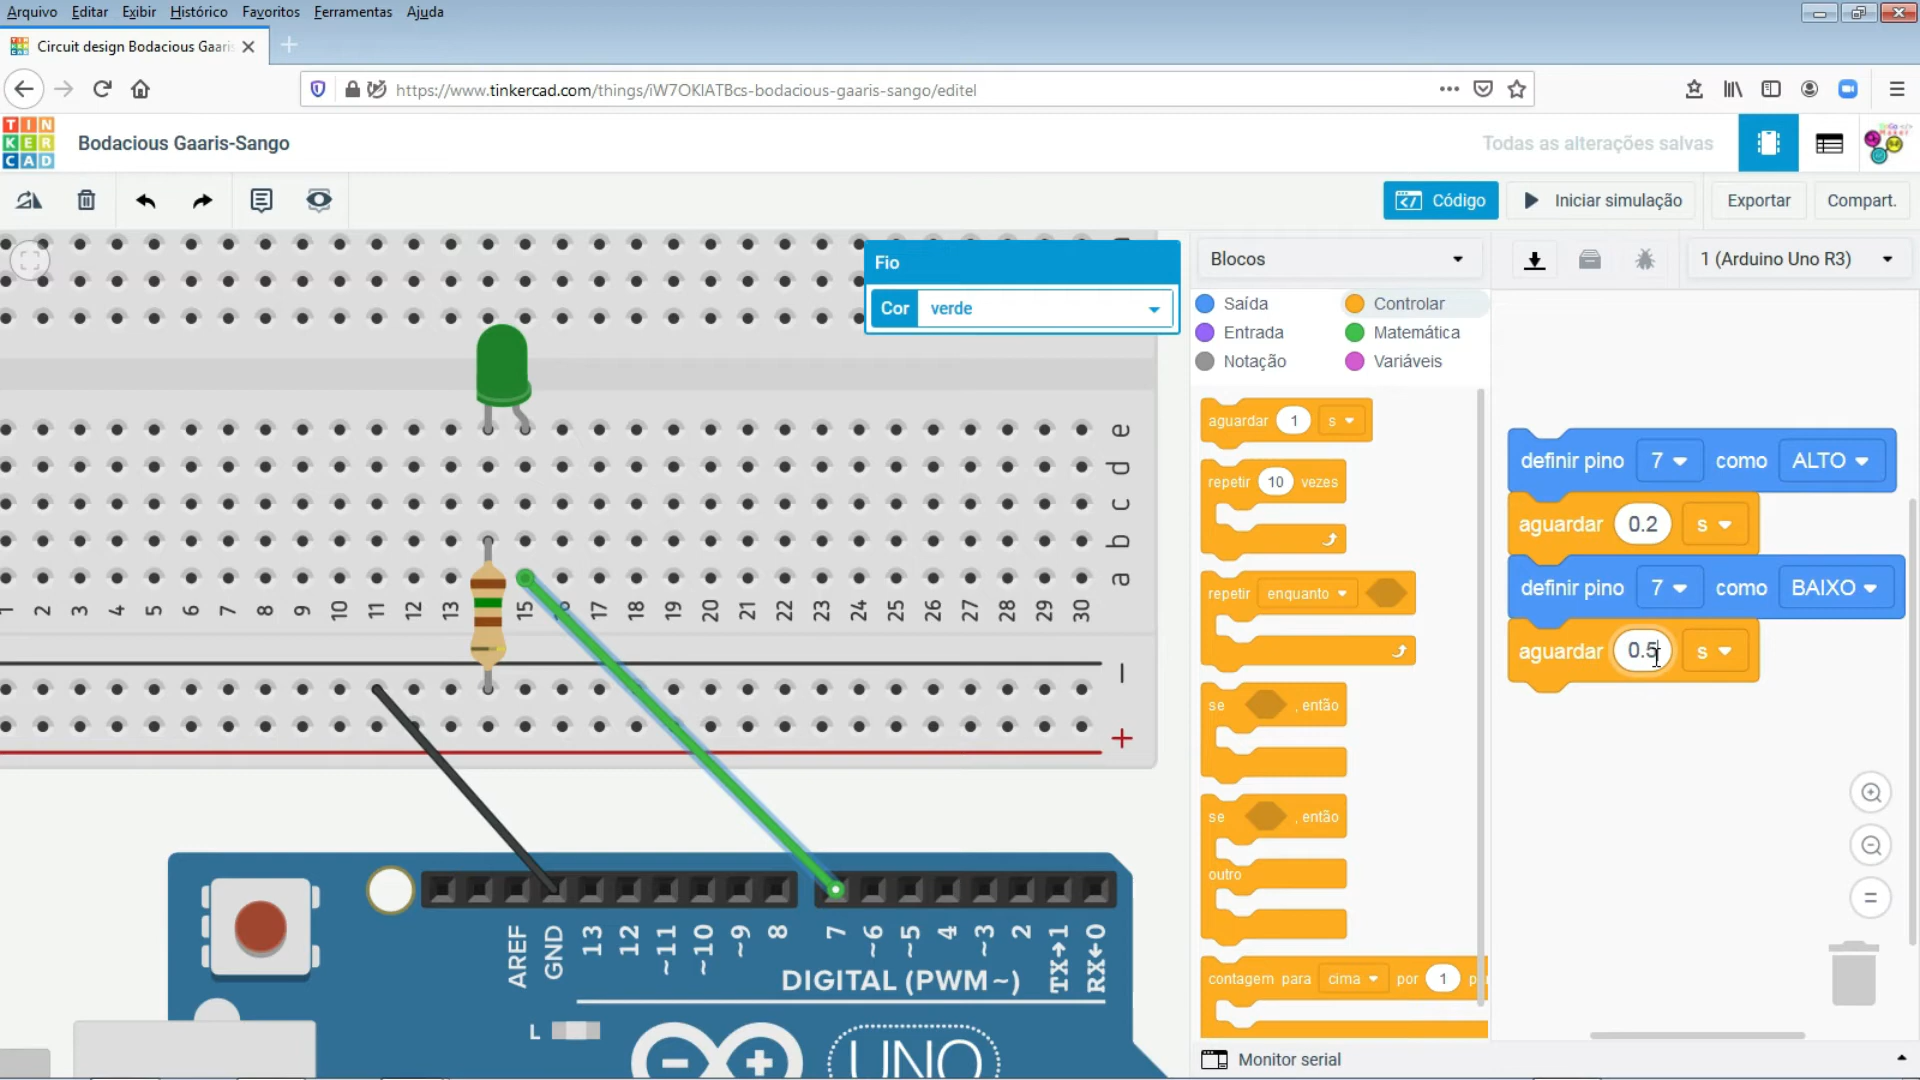 Arquivo Editar Exibir Histórico Favoritos Ferramentas Ajuda
Circuit design Bodacious Gaaris
https://www.tinkercad.com/things/iW7OKIATBcs-bodacious-gaaris-sango/editel
TIN
KER
CAD
Bodacious Gaaris-Sango
Todas as alterações salvas
Código
Iniciar simulação
Exportar
Compart.
Fio
Cor verde
Blocos
1 (Arduino Uno R3)
Saída
Controlar
Entrada
Matemática
Notação
Variáveis
aguardar 1 s
repetir 10 vezes
repetir enquanto
se , então
se , então
outro
contagem para cima por 1 p
definir pino 7 como ALTO
aguardar 0.2 s
definir pino 7 como BAIXO
aguardar 0.5 s
e
d
c
b
a
1 2 3 4 5 6 7 8 9 10 11 12 13 15 17 18 19 20 21 22 23 24 25 26 27 28 29 30
AREF GND 13 12 ~11 ~10 ~9 8 7 ~6 ~5 4 ~3 2 TX→1 RX←0
DIGITAL (PWM ~)
L
UNO
Monitor serial